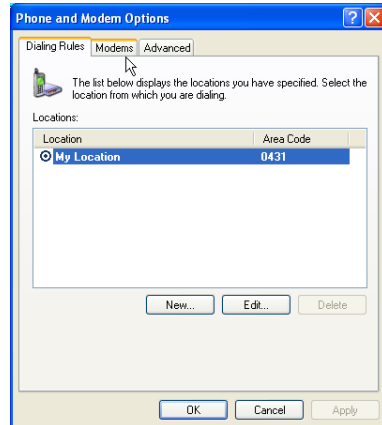 Phone and Modem Options
Dialing Rules Modems Advanced
The list below displays the locations you have specified. Select the
location from which you are dialing.
Locations:
Location Area Code
My Location 0431
New... Edit... Delete
OK Cancel Apply